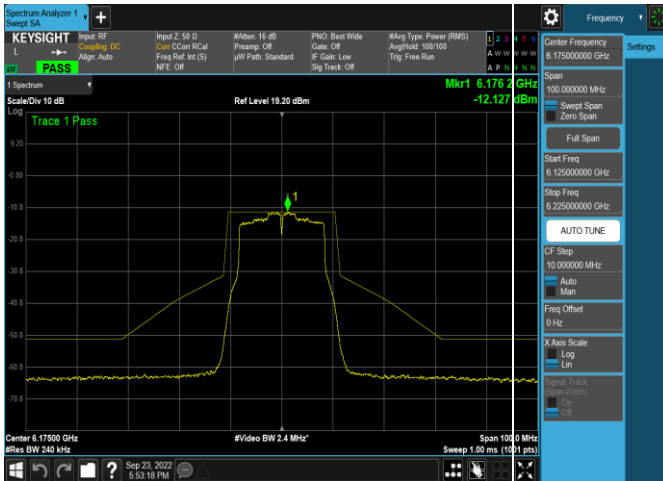 Spectrum Analyzer 1
Swept SA
+
KEYSIGHT
L
LV
PASS
Input: RF
Coupling: DC
Align: Auto
Input Z: 50 Ω
Corr CCorr RCal
Freq Ref: Int (S)
NFE: Off
#Atten: 16 dB
Preamp: Off
µW Path: Standard
PNO: Best Wide
Gate: Off
IF Gain: Low
Sig Track: Off
#Avg Type: Power (RMS)
Avg|Hold: 100/100
Trig: Free Run
1 2 3 4 5 6
A W W W W W
A P N N N N
1 Spectrum
Scale/Div 10 dB
Log
Ref Level 19.20 dBm
Mkr1 6.176 2 GHz
-12.127 dBm
Trace 1 Pass
9.20
-0.80
-10.8
-20.8
-30.8
-40.8
-50.8
-60.8
-70.8
1
Center 6.17500 GHz
#Res BW 240 kHz
#Video BW 2.4 MHz*
Span 100.0 MHz
Sweep 1.00 ms (1001 pts)
?
Sep 23, 2022
5:53:18 PM
Frequency
Settings
Center Frequency
6.175000000 GHz
Span
100.000000 MHz
Swept Span
Zero Span
Full Span
Start Freq
6.125000000 GHz
Stop Freq
6.225000000 GHz
AUTO TUNE
CF Step
10.000000 MHz
Auto
Man
Freq Offset
0 Hz
X Axis Scale
Log
Lin
Signal Track
(Span Zoom)
On
Off